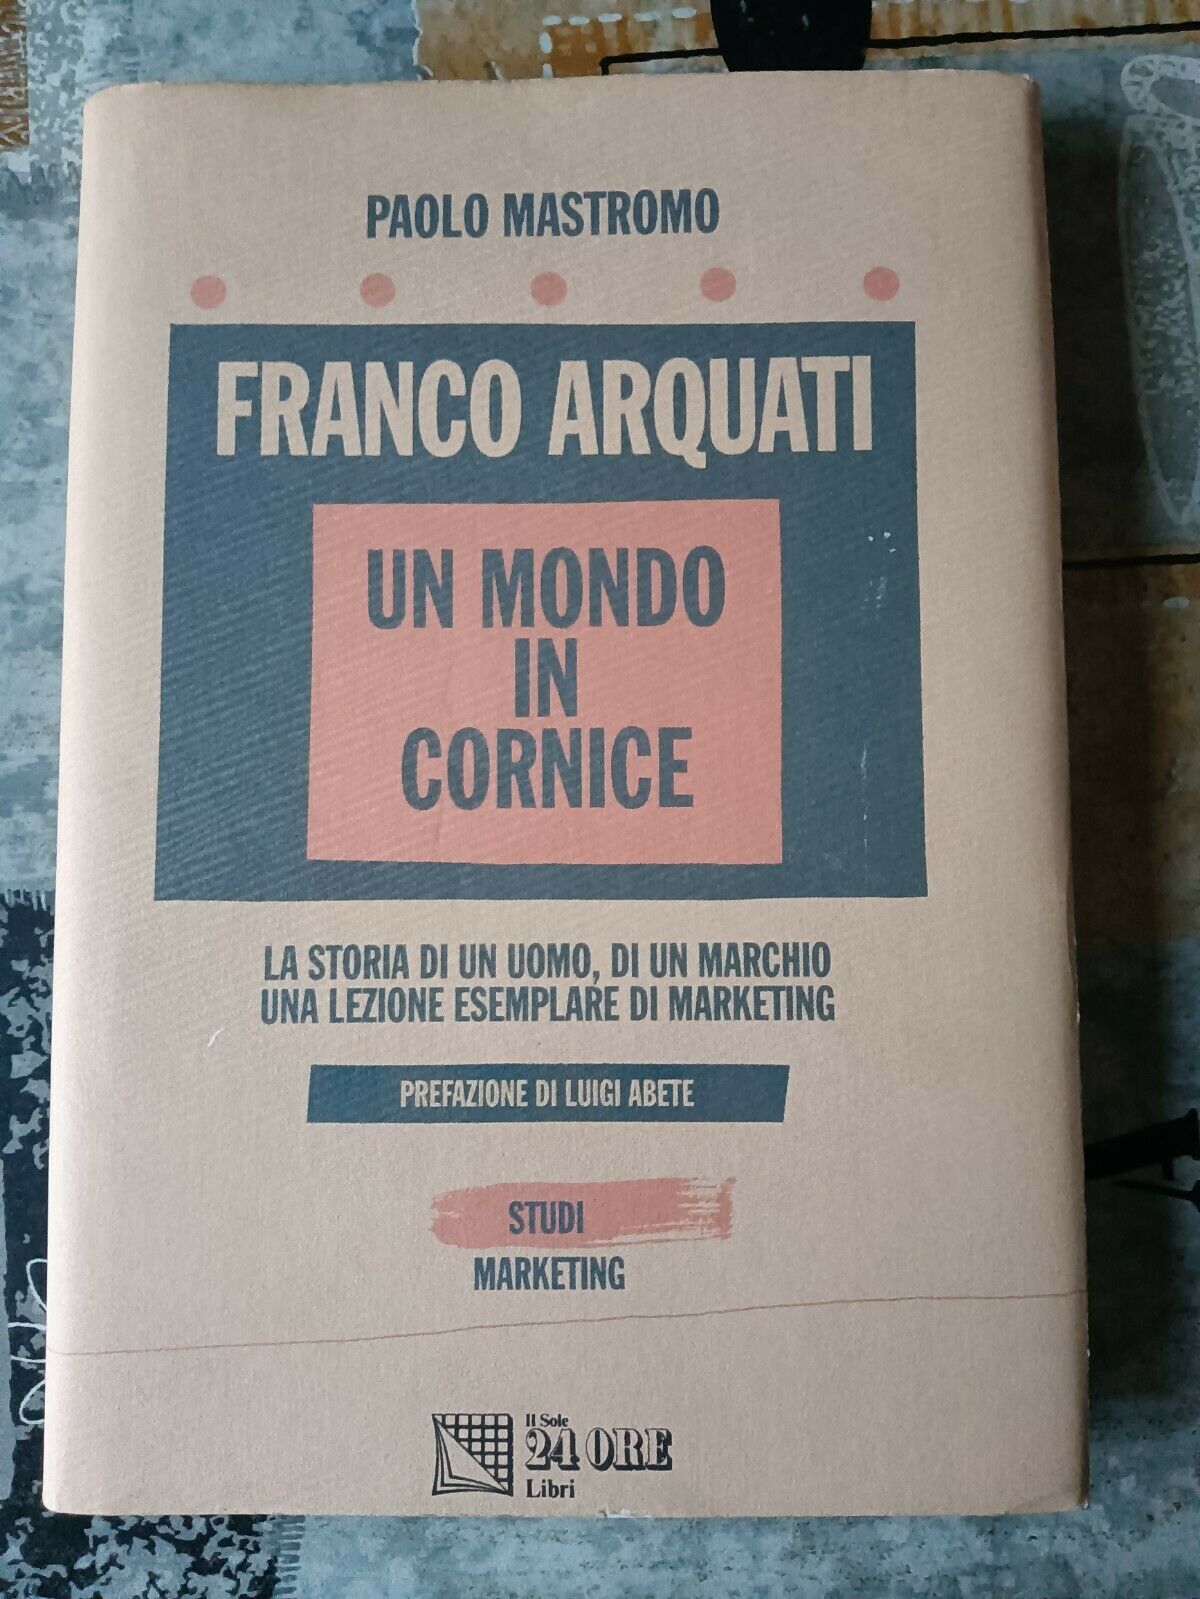 PAOLO MASTROMO
FRANCO ARQUATI
UN MONDO
IN
CORNICE
LA STORIA DI UN UOMO, DI UN MARCHIO
UNA LEZIONE ESEMPLARE DI MARKETING
PREFAZIONE DI LUIGI ABETE
STUDI
MARKETING
Il Sole
24 ORE
Libri